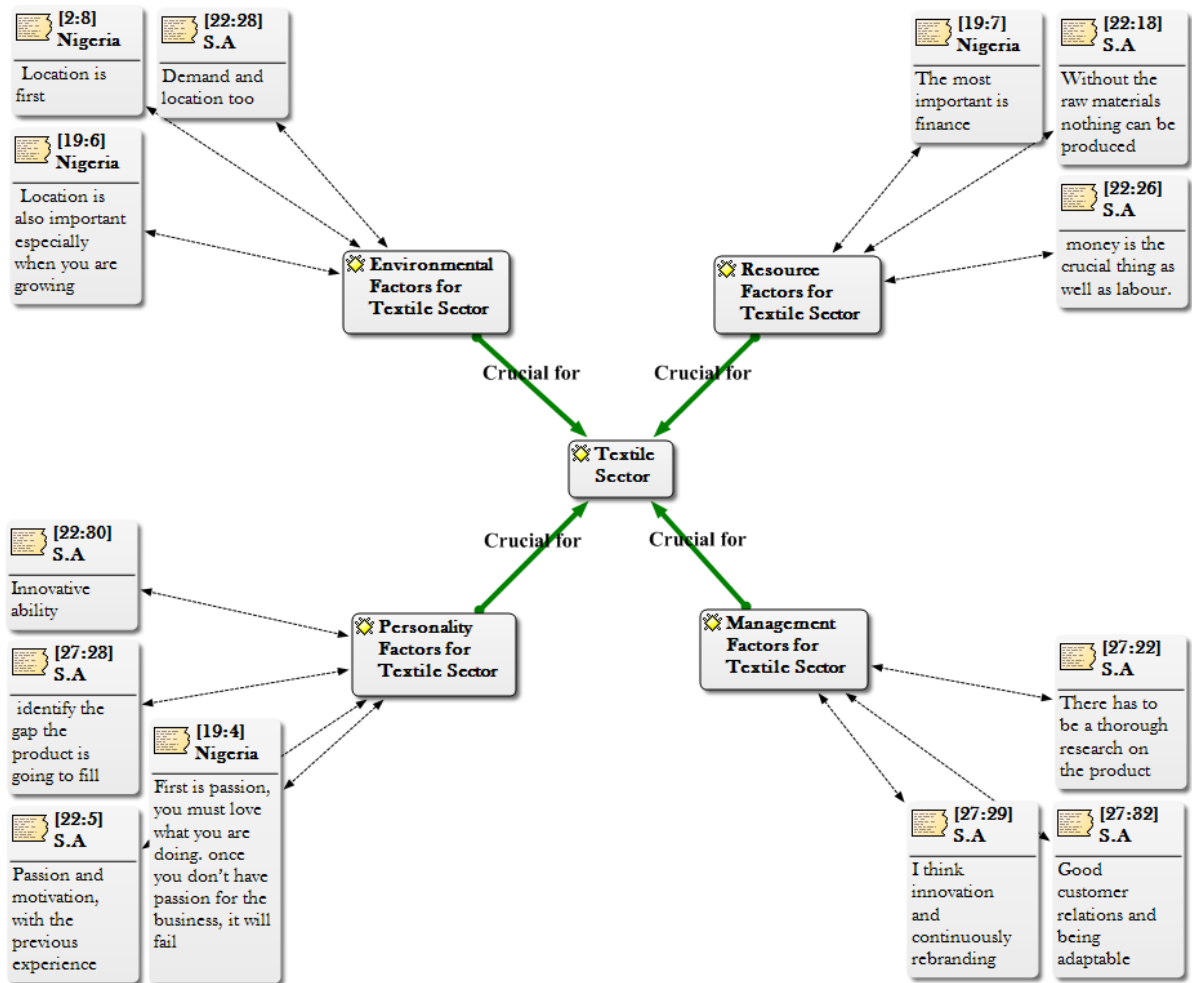 [2:8]
Nigeria
Location is
first
[22:28]
S.A
Demand and
location too
[19:6]
Nigeria
Location is
also important
especially
when you are
growing
[19:7]
Nigeria
The most
important is
finance
[22:18]
S.A
Without the
raw materials
nothing can be
produced
[22:26]
S.A
money is the
crucial thing as
well as labour.
Environmental
Factors for
Textile Sector
Resource
Factors for
Textile Sector
Crucial for
Crucial for
Textile
Sector
Crucial for
Crucial for
Personality
Factors for
Textile Sector
Management
Factors for
Textile Sector
[22:30]
S.A
Innovative
ability
[27:23]
S.A
identify the
gap the
product is
going to fill
[22:5]
S.A
Passion and
motivation,
with the
previous
experience
[19:4]
Nigeria
First is passion,
you must love
what you are
doing. once
you don't have
passion for the
business, it will
fail
[27:22]
S.A
There has to
be a thorough
research on
the product
[27:29]
S.A
I think
innovation
and
continuously
rebranding
[27:32]
S.A
Good
customer
relations and
being
adaptable